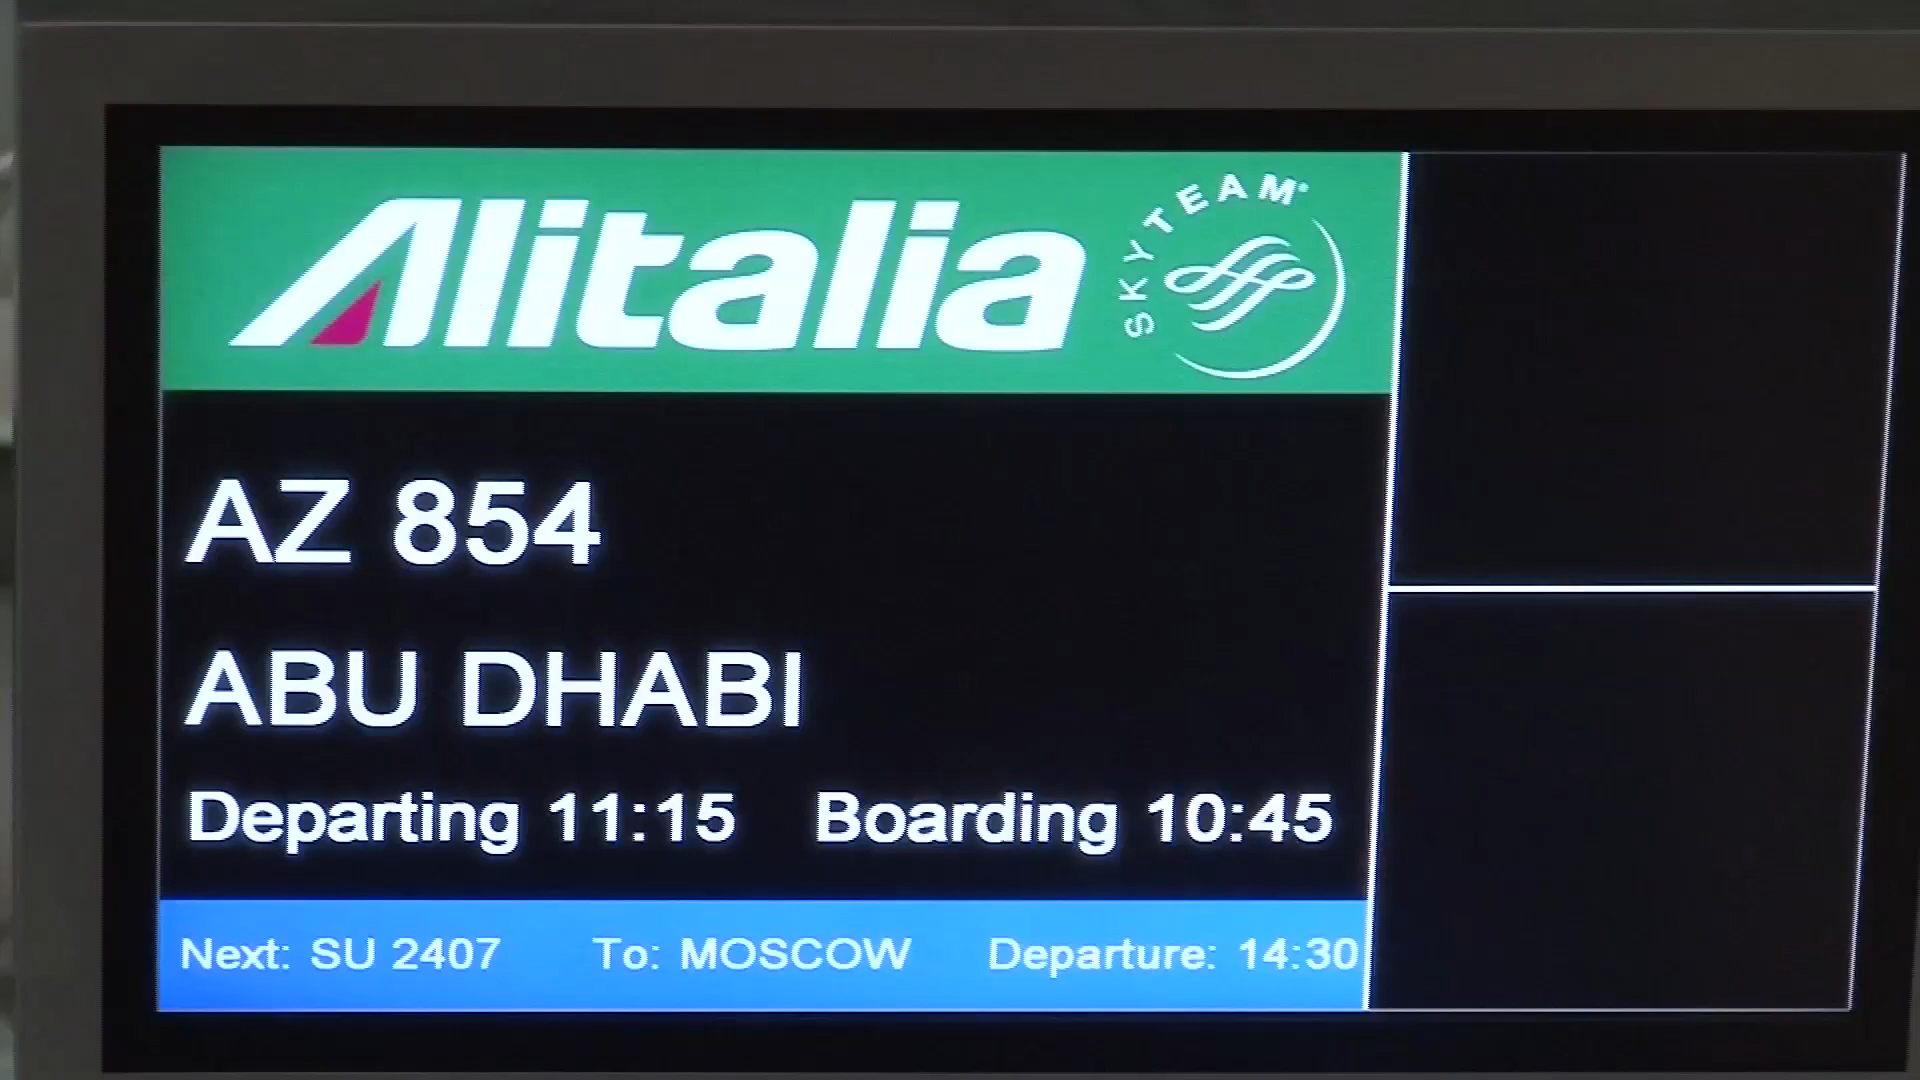 Alitalia SKYTEAM
AZ 854
ABU DHABI
Departing 11:15 Boarding 10:45
Next: SU 2407 To: MOSCOW Departure: 14:30